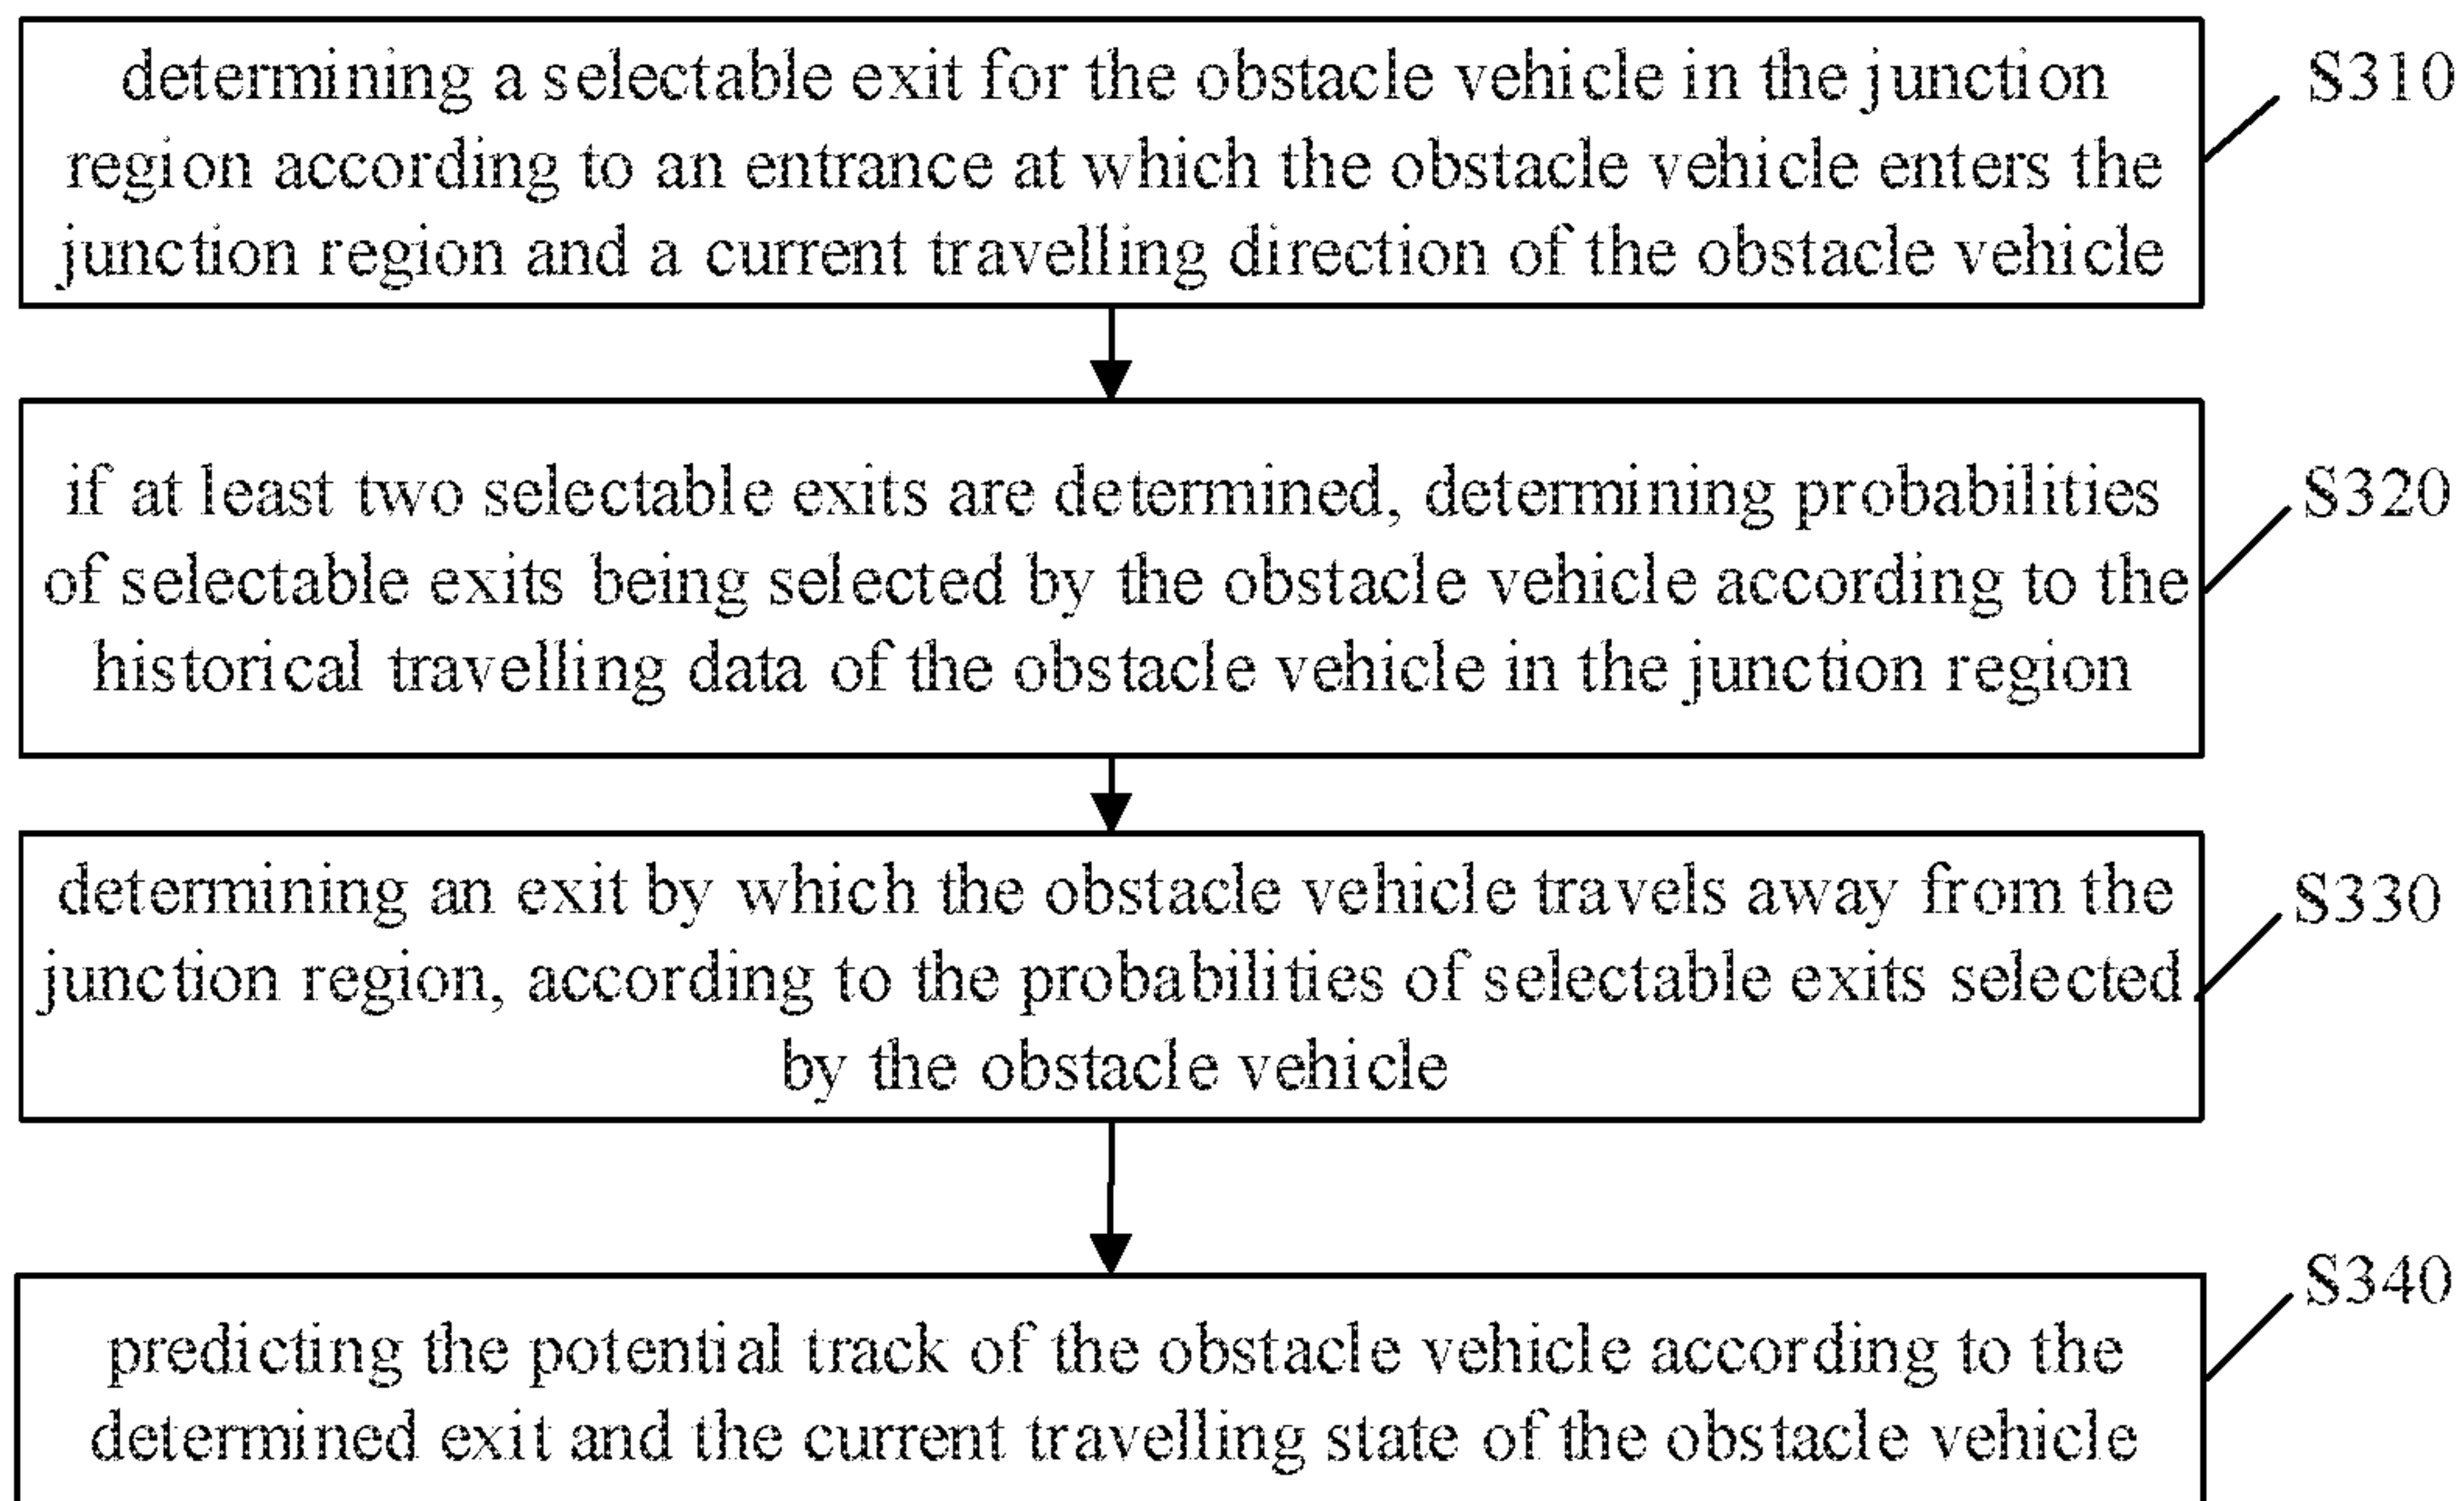 determining a selectable exit for the obstacle vehicle in the junction
region according to an entrance at which the obstacle vehicle enters the
junction region and a current travelling direction of the obstacle vehicle
S310
if at least two selectable exits are determined, determining probabilities
of selectable exits being selected by the obstacle vehicle according to the
historical travelling data of the obstacle vehicle in the junction region
S320
determining an exit by which the obstacle vehicle travels away from the
junction region, according to the probabilities of selectable exits selected
by the obstacle vehicle
S330
predicting the potential track of the obstacle vehicle according to the
determined exit and the current travelling state of the obstacle vehicle
S340